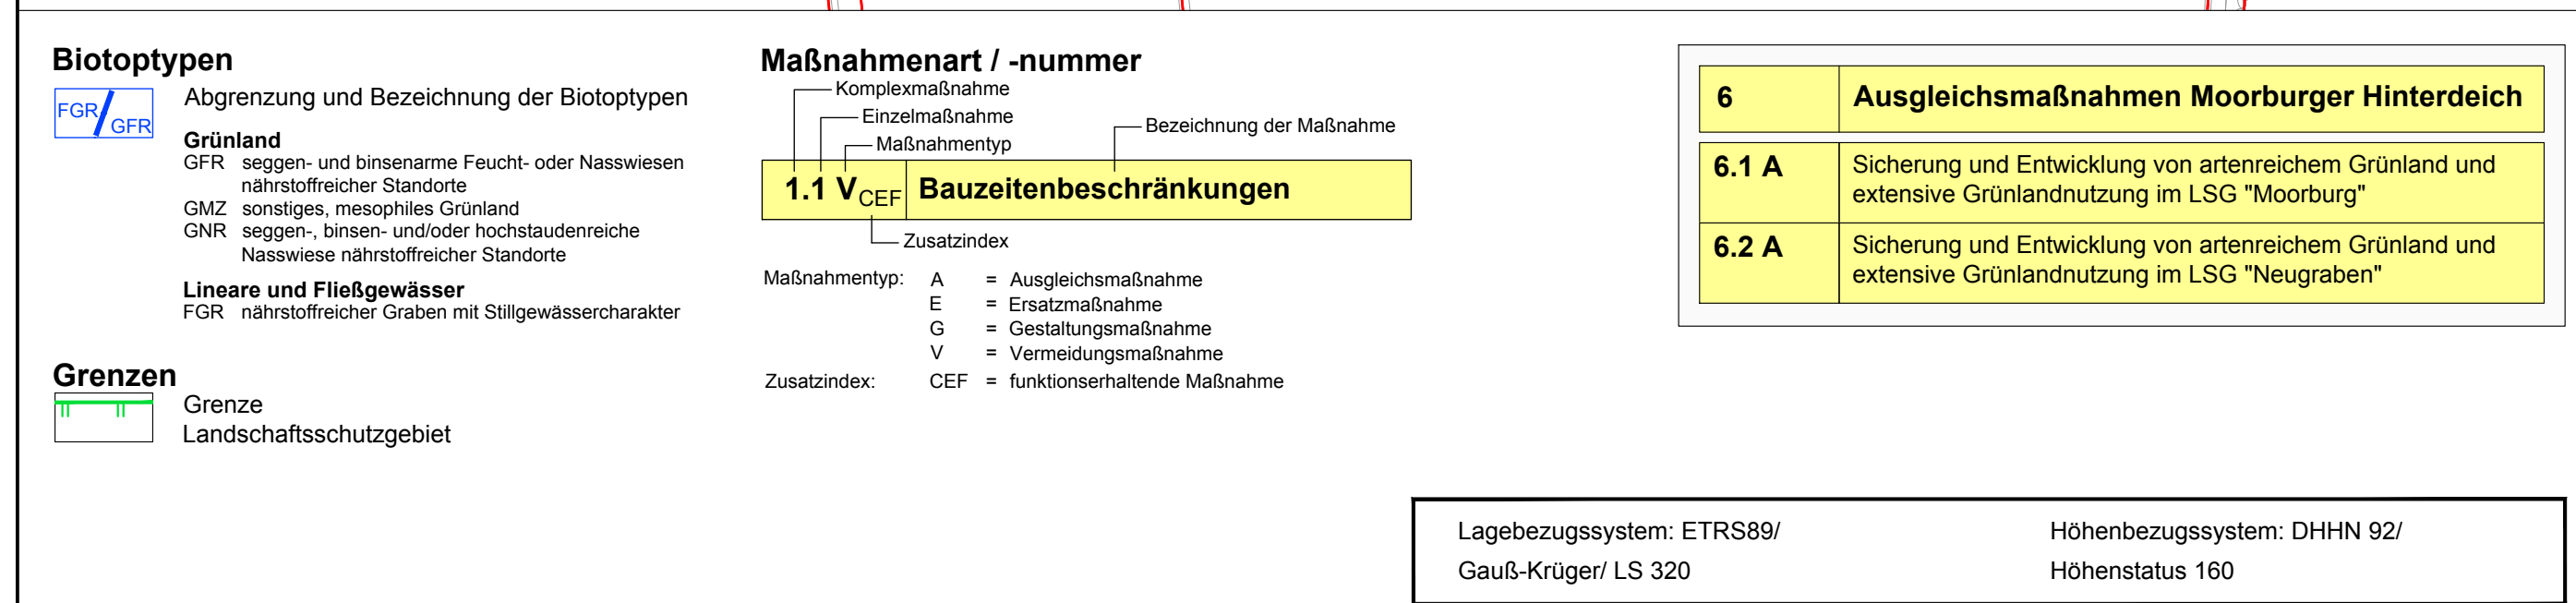 Biotoptypen
FGR
GFR
Abgrenzung und Bezeichnung der Biotoptypen
Grünland
GFR seggen- und binsenarme Feucht- oder Nasswiesen
nährstoffreicher Standorte
GMZ sonstiges, mesophiles Grünland
GNR seggen-, binsen- und/oder hochstaudenreiche
Nasswiese nährstoffreicher Standorte
Lineare und Fließgewässer
FGR nährstoffreicher Graben mit Stillgewässercharakter
Grenzen
Grenze
Landschaftsschutzgebiet
Maßnahmenart / -nummer
Komplexmaßnahme
Einzelmaßnahme
Maßnahmentyp
Bezeichnung der Maßnahme
1.1 VCEF Bauzeitenbeschränkungen
Zusatzindex
Maßnahmentyp: A = Ausgleichsmaßnahme
E = Ersatzmaßnahme
G = Gestaltungsmaßnahme
V = Vermeidungsmaßnahme
Zusatzindex: CEF = funktionserhaltende Maßnahme
6 Ausgleichsmaßnahmen Moorburger Hinterdeich
6.1 A Sicherung und Entwicklung von artenreichem Grünland und
extensive Grünlandnutzung im LSG "Moorburg"
6.2 A Sicherung und Entwicklung von artenreichem Grünland und
extensive Grünlandnutzung im LSG "Neugraben"
Lagebezugssystem: ETRS89/
Gauß-Krüger/ LS 320
Höhenbezugssystem: DHHN 92/
Höhenstatus 160